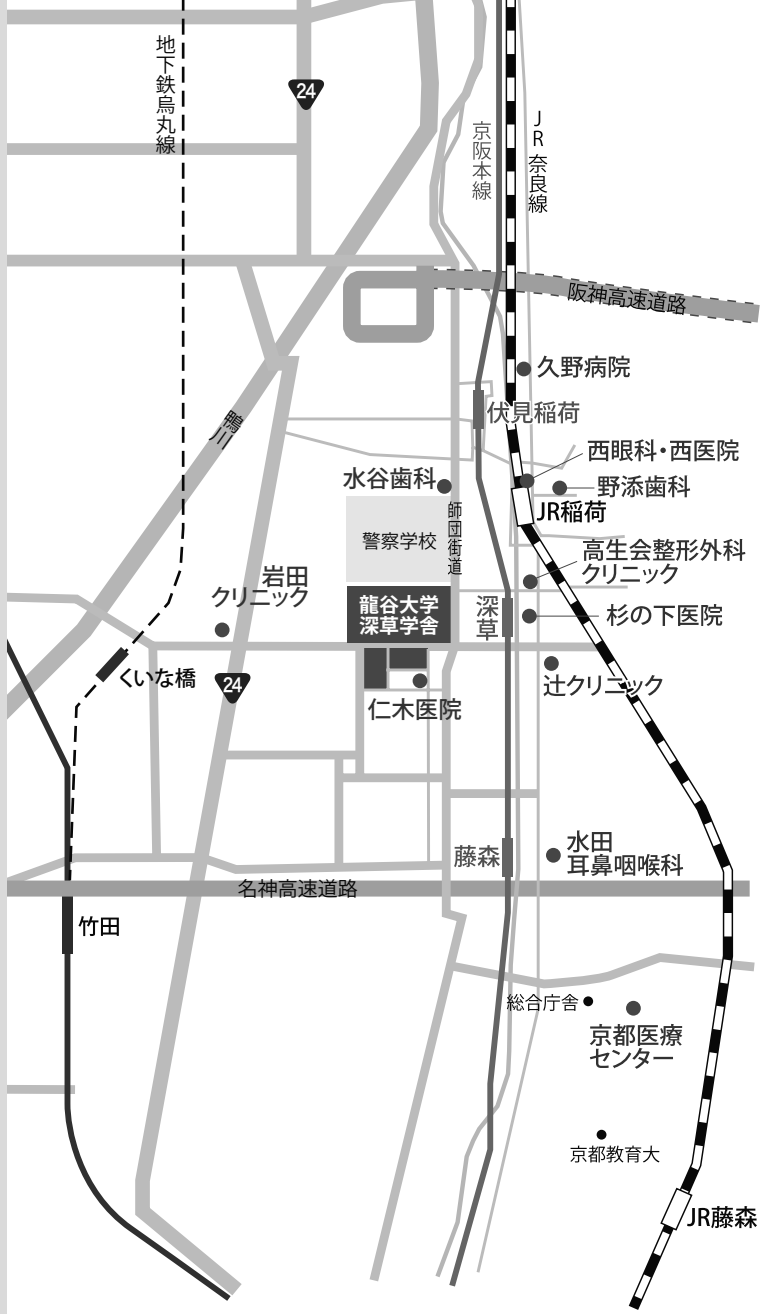 地下鉄烏丸線
24
京阪本線
JR奈良線
阪神高速道路
久野病院
鴨川
伏見稲荷
西眼科・西医院
水谷歯科
野添歯科
師団街道
JR稲荷
警察学校
高生会整形外科
クリニック
岩田
クリニック
龍谷大学
深草学舎
深草
杉の下医院
くいな橋
24
辻クリニック
仁木医院
水田
耳鼻咽喉科
藤森
名神高速道路
竹田
総合庁舎
京都医療
センター
京都教育大
JR藤森